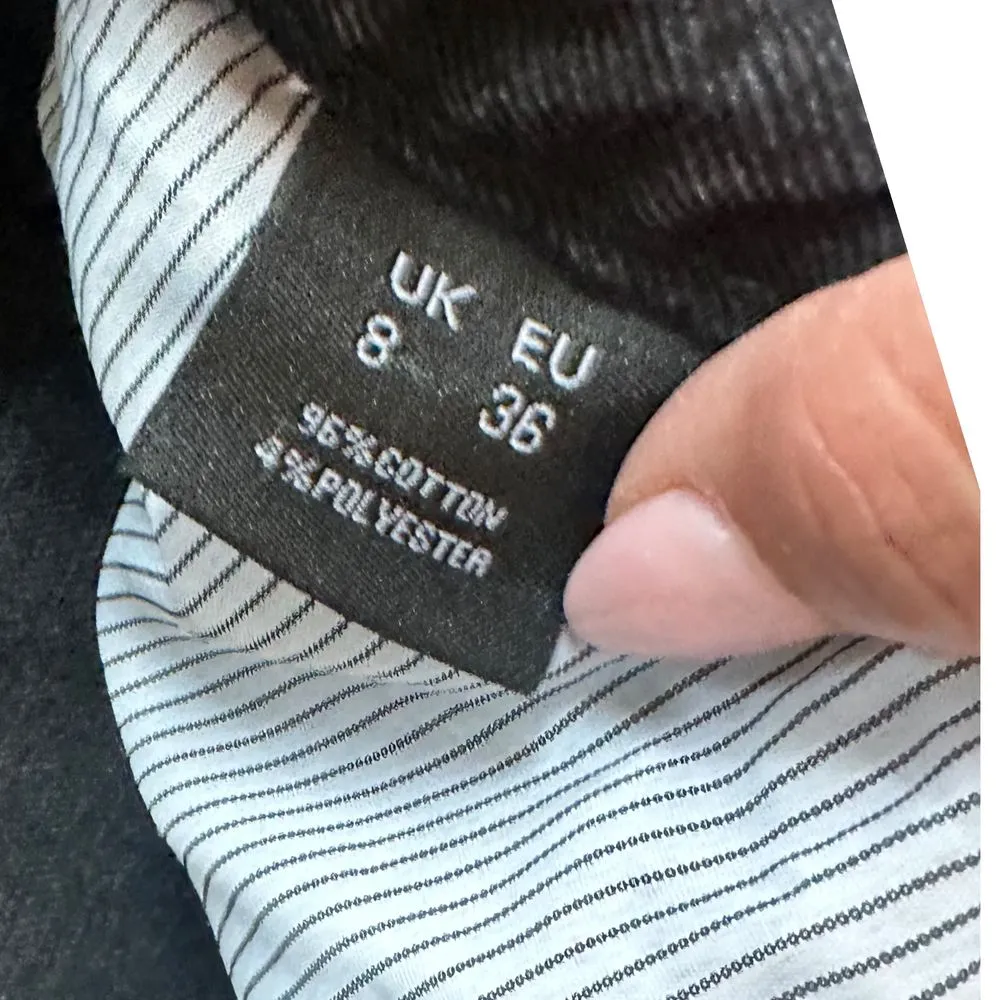 UK EU
8 36
96%COTTON
4%POLYESTER